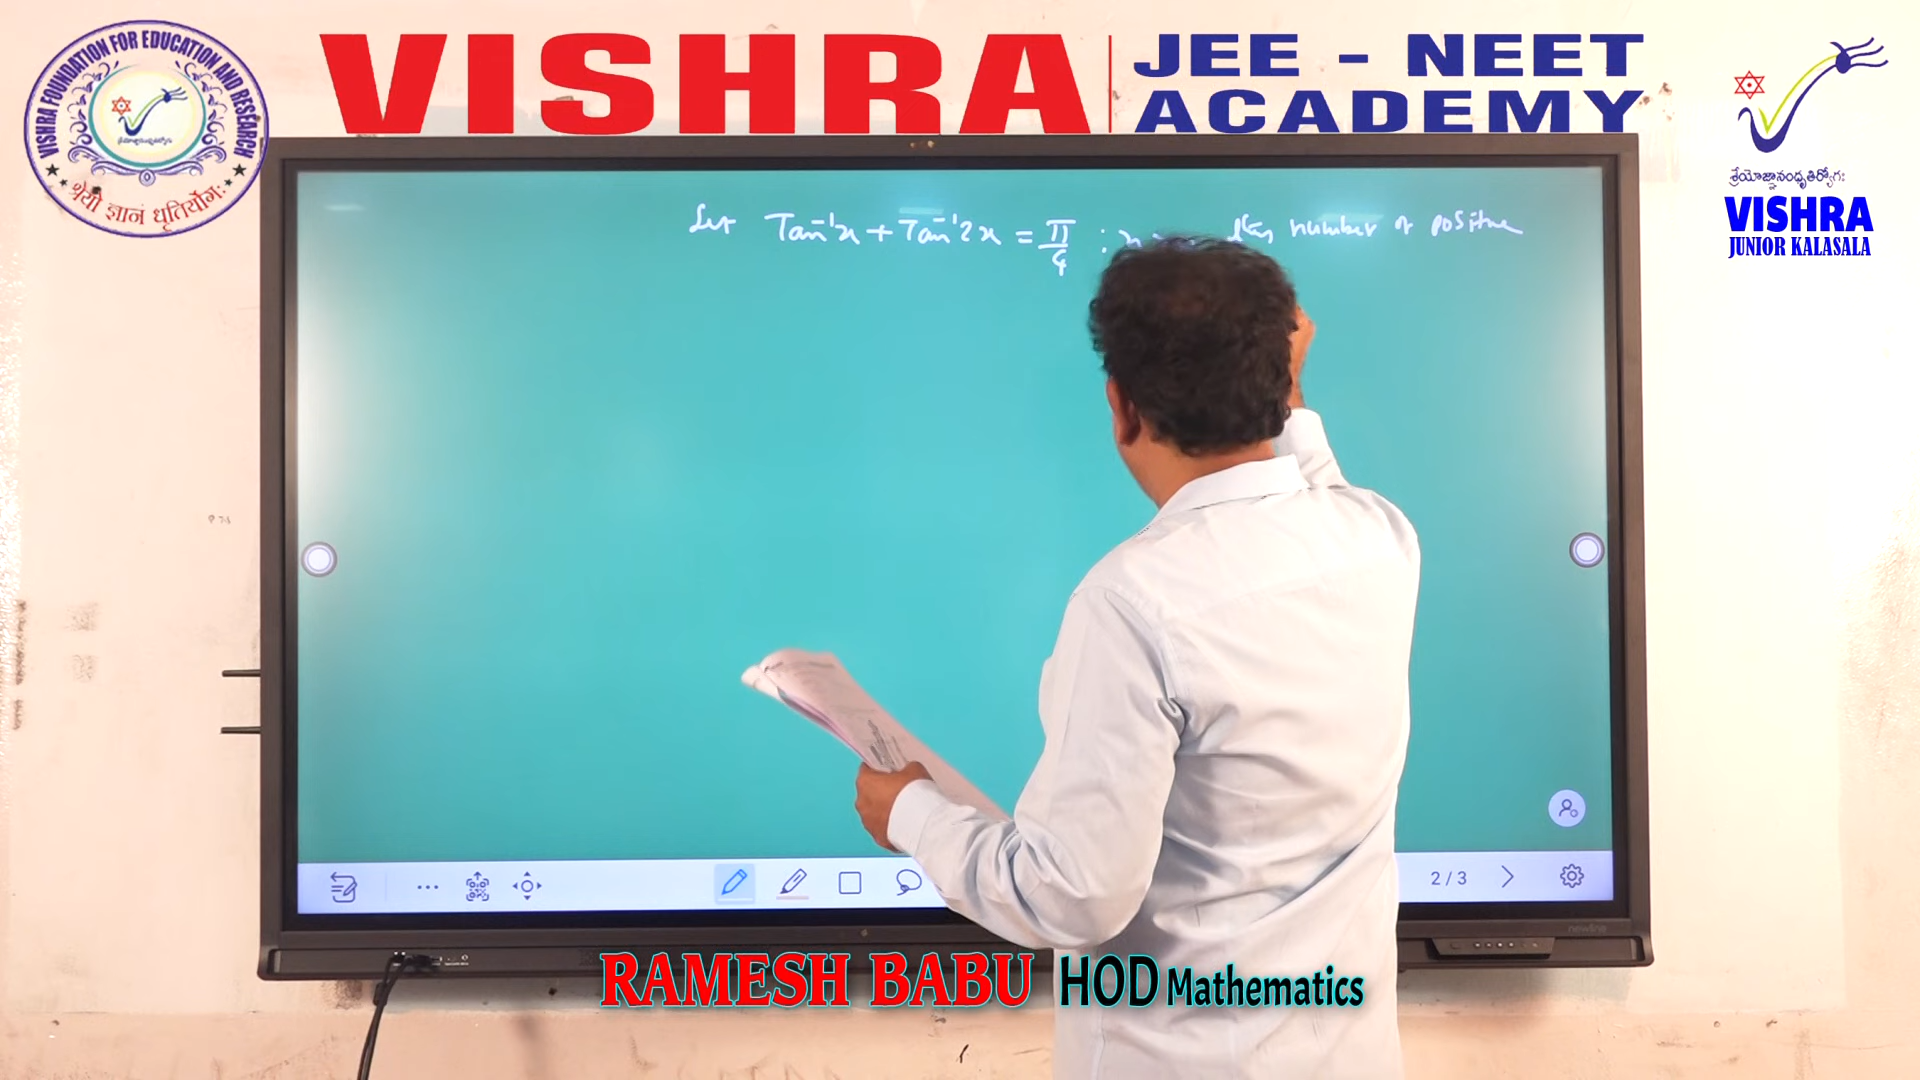 VISHRA FOUNDATION FOR EDUCATION AND RESEARCH
श्रेयो ज्ञानं धृतिर्योगः
VISHRA
JEE - NEET
ACADEMY
శ్రేయోజ్ఞానంధృతిర్యోగః
VISHRA
JUNIOR KALASALA
Let Tan⁻¹x + Tan⁻¹2x = π/4 ; number of positive
2 / 3
newline
RAMESH BABU HOD Mathematics